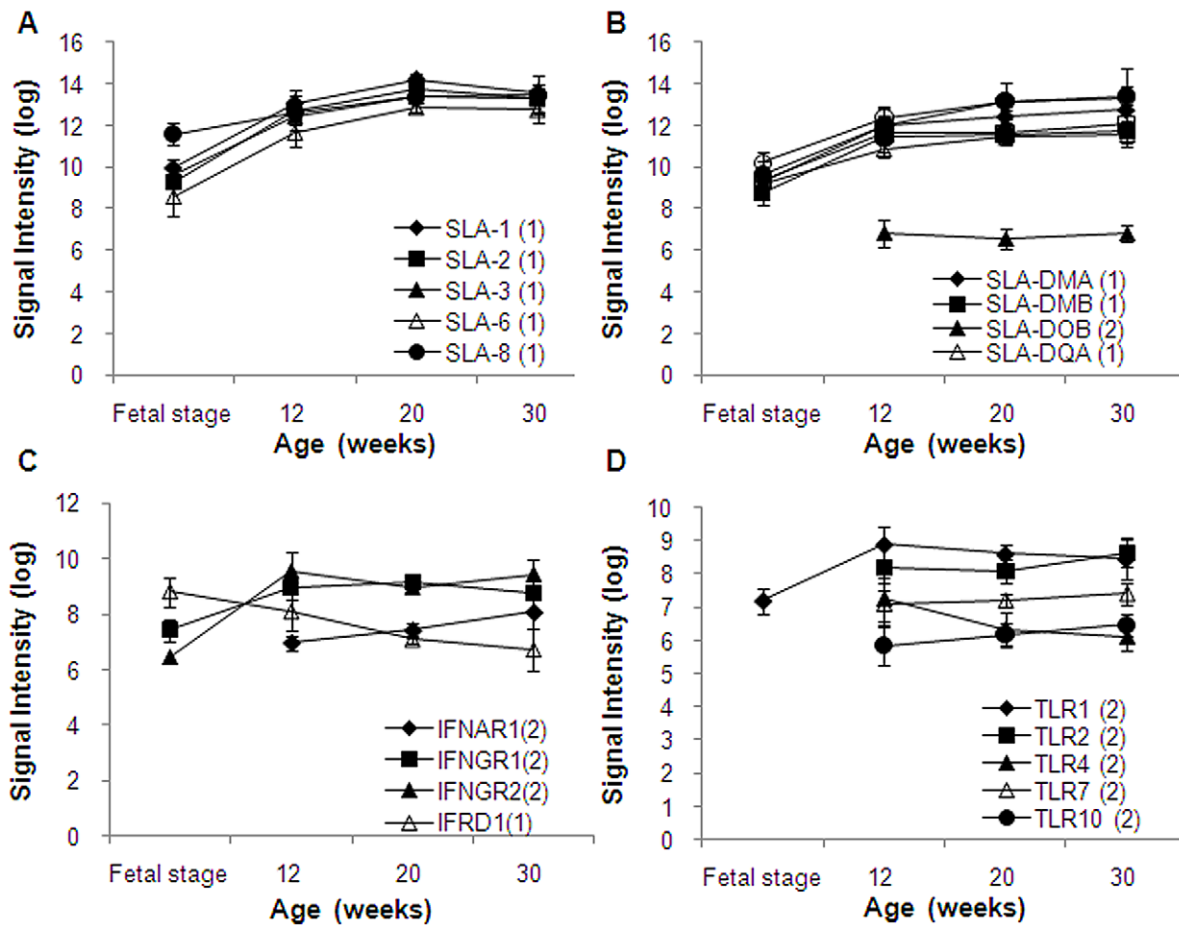 A
Signal Intensity (log)
16
14
12
10
8
6
4
2
0
SLA-1 (1)
SLA-2 (1)
SLA-3 (1)
SLA-6 (1)
SLA-8 (1)
Fetal stage 12 20 30
Age (weeks)
B
Signal Intensity (log)
16
14
12
10
8
6
4
2
0
SLA-DMA (1)
SLA-DMB (1)
SLA-DOB (2)
SLA-DQA (1)
Fetal stage 12 20 30
Age (weeks)
C
Signal Intensity (log)
12
10
8
6
4
2
0
IFNAR1(2)
IFNGR1(2)
IFNGR2(2)
IFRD1(1)
Fetal stage 12 20 30
Age (weeks)
D
Signal Intensity (log)
10
9
8
7
6
5
4
3
2
1
0
TLR1 (2)
TLR2 (2)
TLR4 (2)
TLR7 (2)
TLR10 (2)
Fetal stage 12 20 30
Age (weeks)